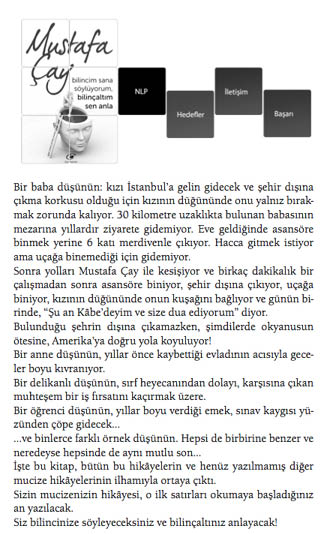 Mustafa
Çay
bilincim sana
söylüyorum,
bilinçaltım
sen anla
NLP
Hedefler
İletişim
Başarı
Bir baba düşünün: kızı İstanbul'a gelin gidecek ve şehir dışına
çıkma korkusu olduğu için kızının düğününde onu yalnız bırak-
mak zorunda kalıyor. 30 kilometre uzaklıkta bulunan babasının
mezarına yıllardır ziyarete gidemiyor. Eve geldiğinde asansöre
binmek yerine 6 katı merdivenle çıkıyor. Hacca gitmek istiyor
ama uçağa binemediği için gidemiyor.
Sonra yolları Mustafa Çay ile kesişiyor ve birkaç dakikalık bir
çalışmadan sonra asansöre biniyor, şehir dışına çıkıyor, uçağa
biniyor, kızının düğününde onun kuşağını bağlıyor ve günün bi-
rinde, "Şu an Kâbe'deyim ve size dua ediyorum" diyor.
Bulunduğu şehrin dışına çıkamazken, şimdilerde okyanusun
ötesine, Amerika'ya doğru yola koyuluyor!
Bir anne düşünün, yıllar önce kaybettiği evladının acısıyla gece-
ler boyu kıvranıyor.
Bir delikanlı düşünün, sırf heyecanından dolayı, karşısına çıkan
muhteşem bir iş fırsatını kaçırmak üzere.
Bir öğrenci düşünün, yıllar boyu verdiği emek, sınav kaygısı yü-
zünden çöpe gidecek...
...ve binlerce farklı örnek düşünün. Hepsi de birbirine benzer ve
neredeyse hepsinde de aynı mutlu son...
İşte bu kitap, bütün bu hikâyelerin ve henüz yazılmamış diğer
mucize hikâyelerinin ilhamıyla ortaya çıktı.
Sizin mucizenizin hikâyesi, o ilk satırları okumaya başladığınız
an yazılacak.
Siz bilincinize söyleyeceksiniz ve bilinçaltınız anlayacak!